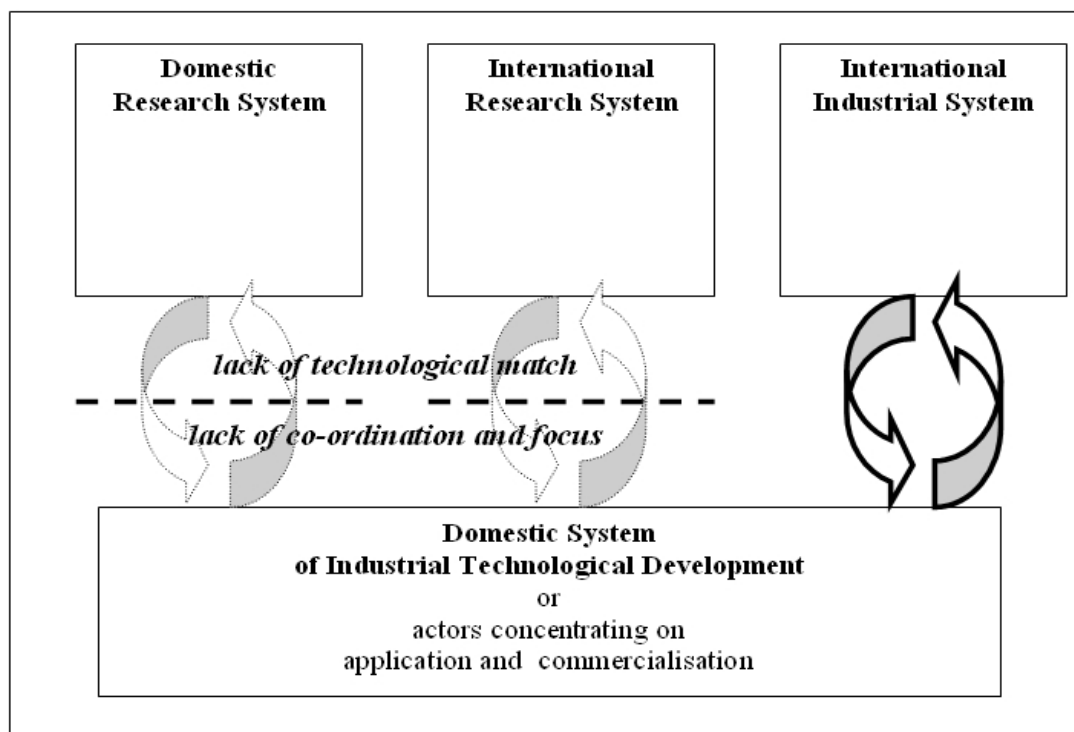 Domestic
Research System
International
Research System
International
Industrial System
lack of technological match
lack of co-ordination and focus
Domestic System
of Industrial Technological Development
or
actors concentrating on
application and commercialisation